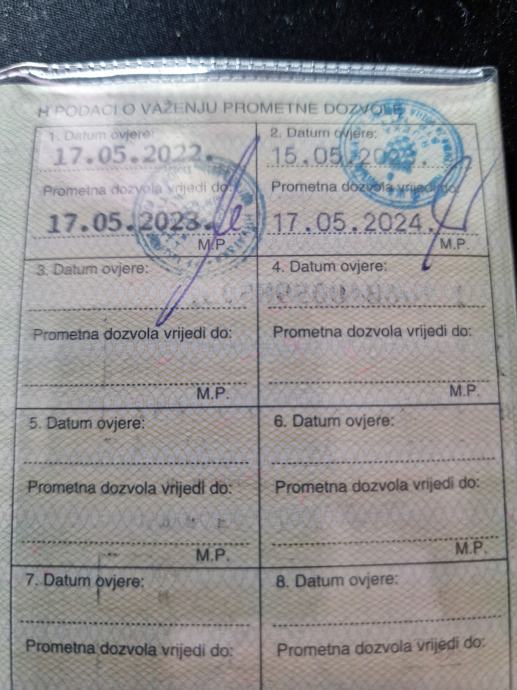 H PODACI O VAŽENJU PROMETNE DOZVOLE
1. Datum ovjere:
17.05.2022.
Prometna dozvola vrijedi do:
17.05.2023.
M.P.
2. Datum ovjere:
15.05.2023.
Prometna dozvola vrijedi do:
17.05.2024.
M.P.
3. Datum ovjere:
Prometna dozvola vrijedi do:
M.P.
4. Datum ovjere:
Prometna dozvola vrijedi do:
M.P.
5. Datum ovjere:
Prometna dozvola vrijedi do:
M.P.
6. Datum ovjere:
Prometna dozvola vrijedi do:
M.P.
7. Datum ovjere:
Prometna dozvola vrijedi do:
8. Datum ovjere:
Prometna dozvola vrijedi do: